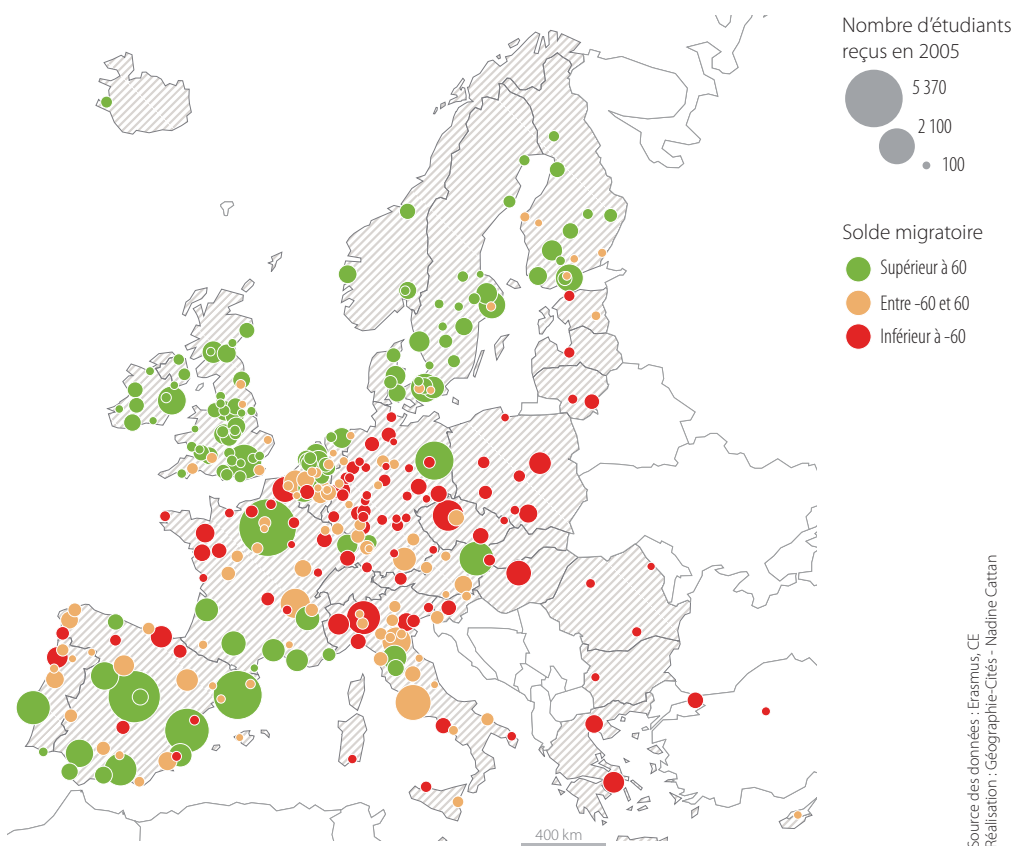 Nombre d’étudiants
reçus en 2005
5 370
2 100
100
Solde migratoire
Supérieur à 60
Entre -60 et 60
Inférieur à -60
400 km
Source des données : Erasmus, CE
Réalisation : Géographie-Cités - Nadine Cattan